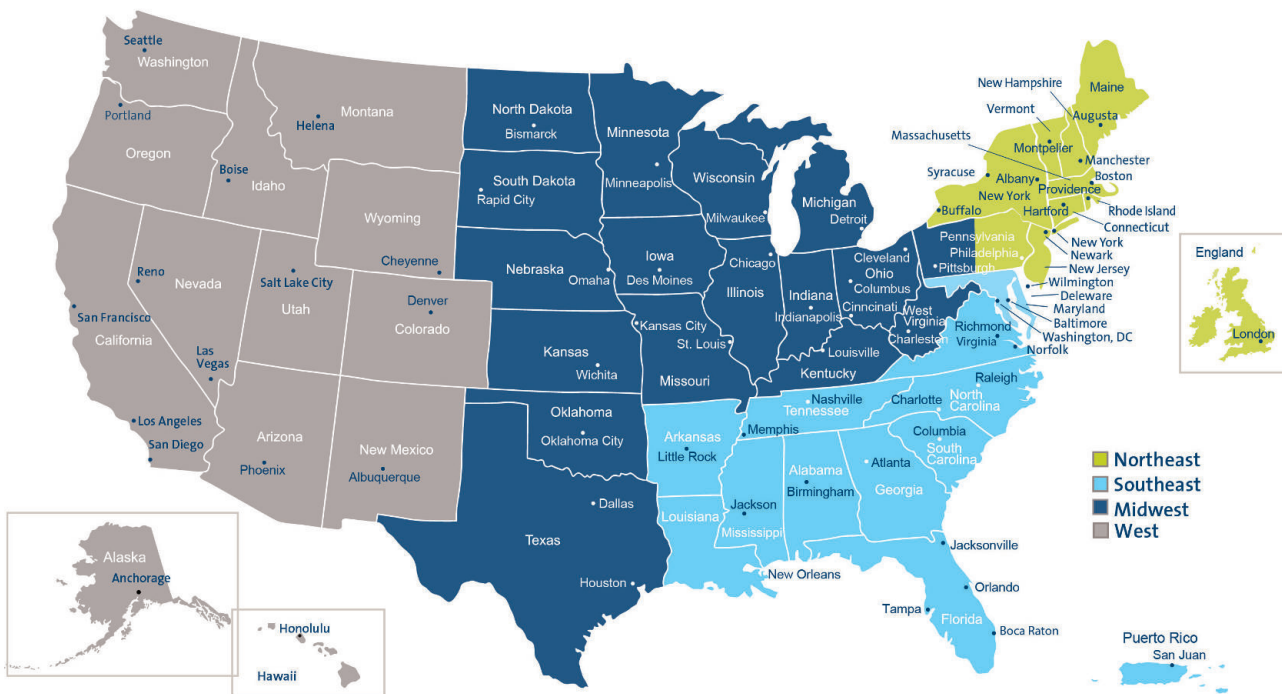 Seattle
Washington
Portland
Oregon
Montana
Helena
Boise
Idaho
Wyoming
Cheyenne
Reno
Nevada
Salt Lake City
Utah
Denver
Colorado
San Francisco
California
Las
Vegas
Los Angeles
San Diego
Arizona
Phoenix
New Mexico
Albuquerque
North Dakota
Bismarck
South Dakota
Rapid City
Nebraska
Omaha
Kansas
Wichita
Oklahoma
Oklahoma City
Dallas
Texas
Houston
Minnesota
Minneapolis
Iowa
Des Moines
Kansas City
St. Louis
Missouri
Wisconsin
Milwaukee
Chicago
Illinois
Michigan
Detroit
Indiana
Indianapolis
Cleveland
Ohio
Columbus
Cinncinati
West
Virginia
Charleston
Louisville
Kentucky
Pittsburgh
Pennsylvania
Philadelphia
New Hampshire
Vermont
Massachusetts
Maine
Augusta
Montpelier
Manchester
Boston
Syracuse
Albany
New York
Providence
Buffalo
Hartford
Rhode Island
Connecticut
New York
Newark
New Jersey
Wilmington
Deleware
Maryland
Baltimore
Washington, DC
Norfolk
Richmond
Virginia
Raleigh
North
Carolina
Charlotte
Nashville
Tennessee
Memphis
Arkansas
Little Rock
Columbia
South
Carolina
Atlanta
Georgia
Alabama
Birmingham
Jackson
Mississippi
Louisiana
New Orleans
Jacksonville
Orlando
Tampa
Florida
Boca Raton
England
London
Northeast
Southeast
Midwest
West
Alaska
Anchorage
Honolulu
Hawaii
Puerto Rico
San Juan